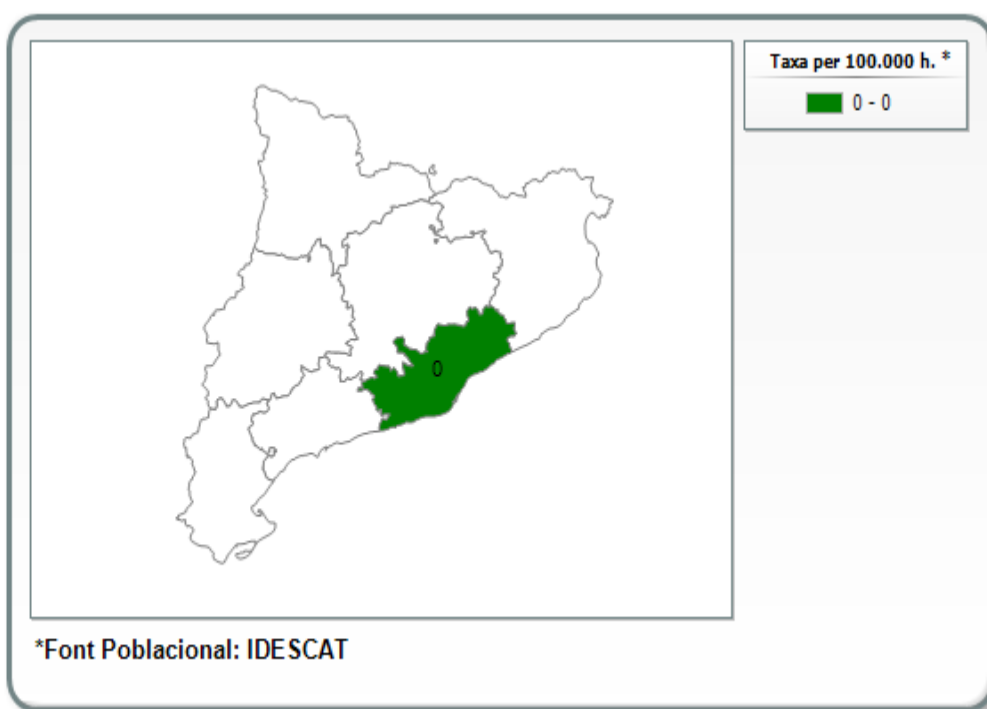 Taxa per 100.000 h. *
0 - 0
0
*Font Poblacional: IDESCAT